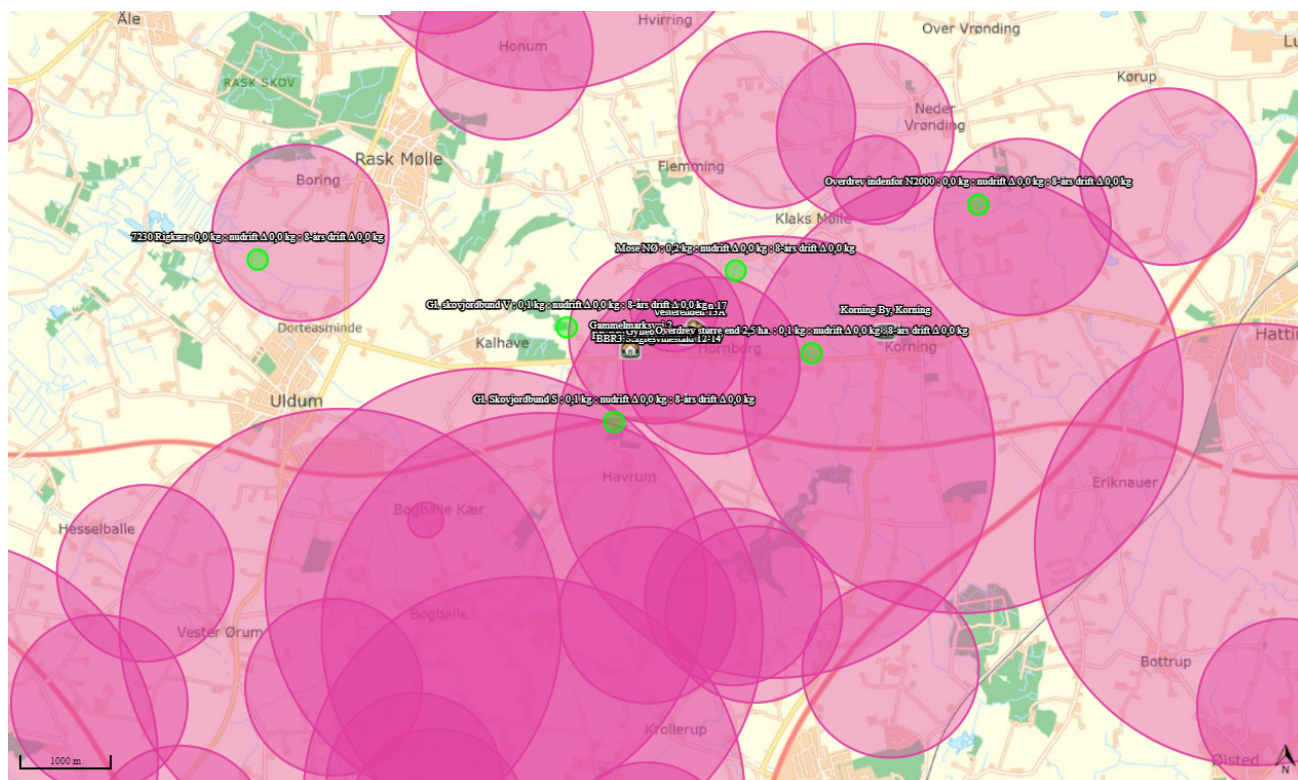 Åle
Hvirring
Over Vrønding
Honum
Kørup
RASK SKOV
Neder
Vrønding
Rask Mølle
Flemming
Boring
Overdrev indenfor N2000 : 0,0 kg : nudrift Δ 0,0 kg : 8-års drift Δ 0,0 kg
Klaks Mølle
7230 Rigkær : 0,0 kg : nudrift Δ 0,0 kg : 8-års drift Δ 0,0 kg
Mose NØ : 0,2 kg : nudrift Δ 0,0 kg : 8-års drift Δ 0,0 kg
GL skovjordbund V : 0,1 kg : nudrift Δ 0,0 kg : 8-års drift Δ 0,0 kg
Korning By, Korning
Dorteasminde
Gammelmarksvej 2
Overdrev større end 2,5 ha. : 0,1 kg : nudrift Δ 0,0 kg : 8-års drift Δ 0,0 kg
Kalhave
Hornborg
Korning
Hatting
Uldum
GL Skovjordbund S : 0,1 kg : nudrift Δ 0,0 kg : 8-års drift Δ 0,0 kg
Havrum
Eriknauer
Bøgballe Kær
Hesselballe
Bøgballe
Vester Ørum
Bottrup
Krollerup
Ølsted
1000 m
N